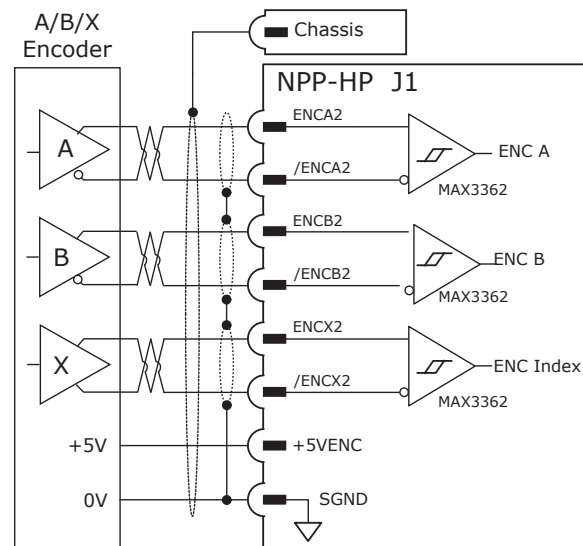 A/B/X
Encoder
Chassis
NPP-HP J1
A
ENCA2
/ENCA2
ENC A
MAX3362
B
ENCB2
/ENCB2
ENC B
MAX3362
X
ENCX2
/ENCX2
ENC Index
MAX3362
+5V
+5VENC
0V
SGND